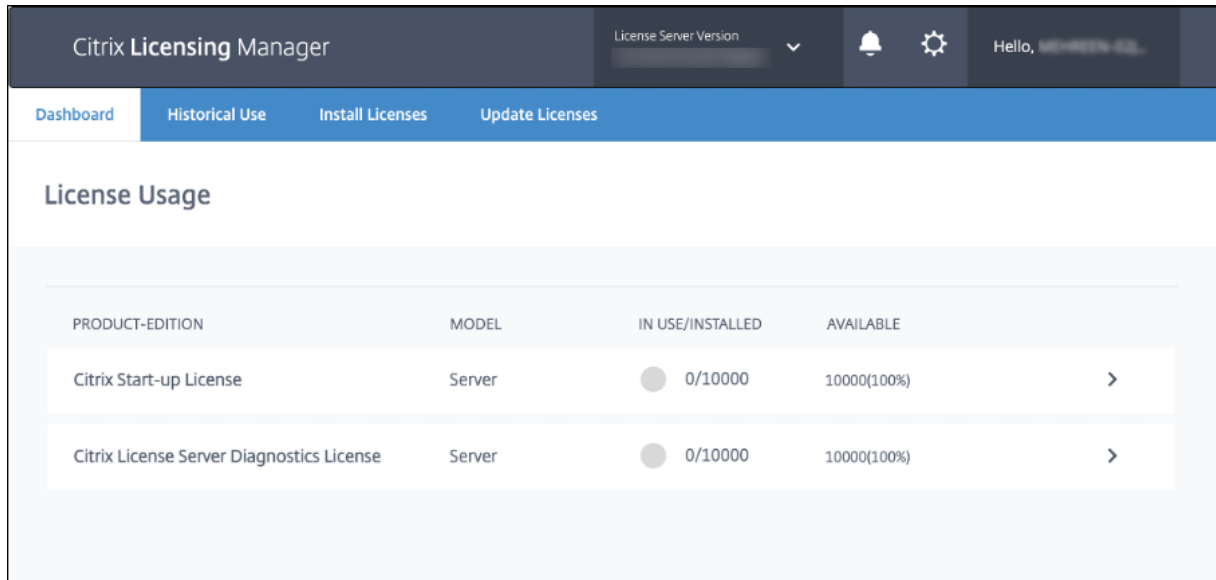 Citrix Licensing Manager
License Server Version
Hello,
Dashboard Historical Use Install Licenses Update Licenses
License Usage
PRODUCT-EDITION MODEL IN USE/INSTALLED AVAILABLE
Citrix Start-up License Server 0/10000 10000(100%)
Citrix License Server Diagnostics License Server 0/10000 10000(100%)